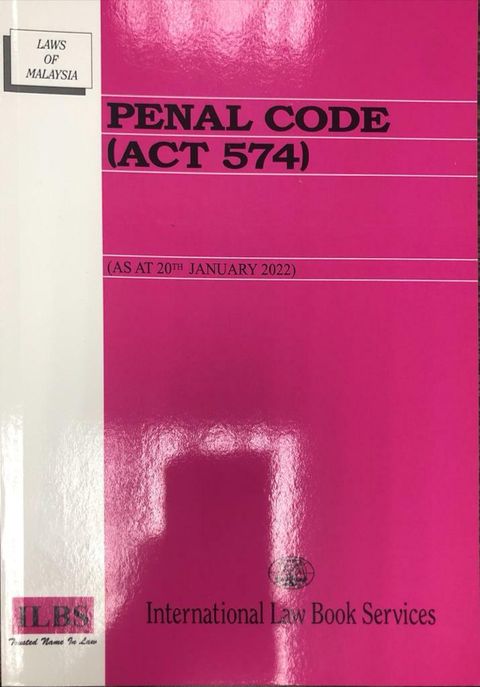 LAWS
OF
MALAYSIA
PENAL CODE
(ACT 574)
(AS AT 20TH JANUARY 2022)
International Law Book Services
ILBS
Trusted Name In Law